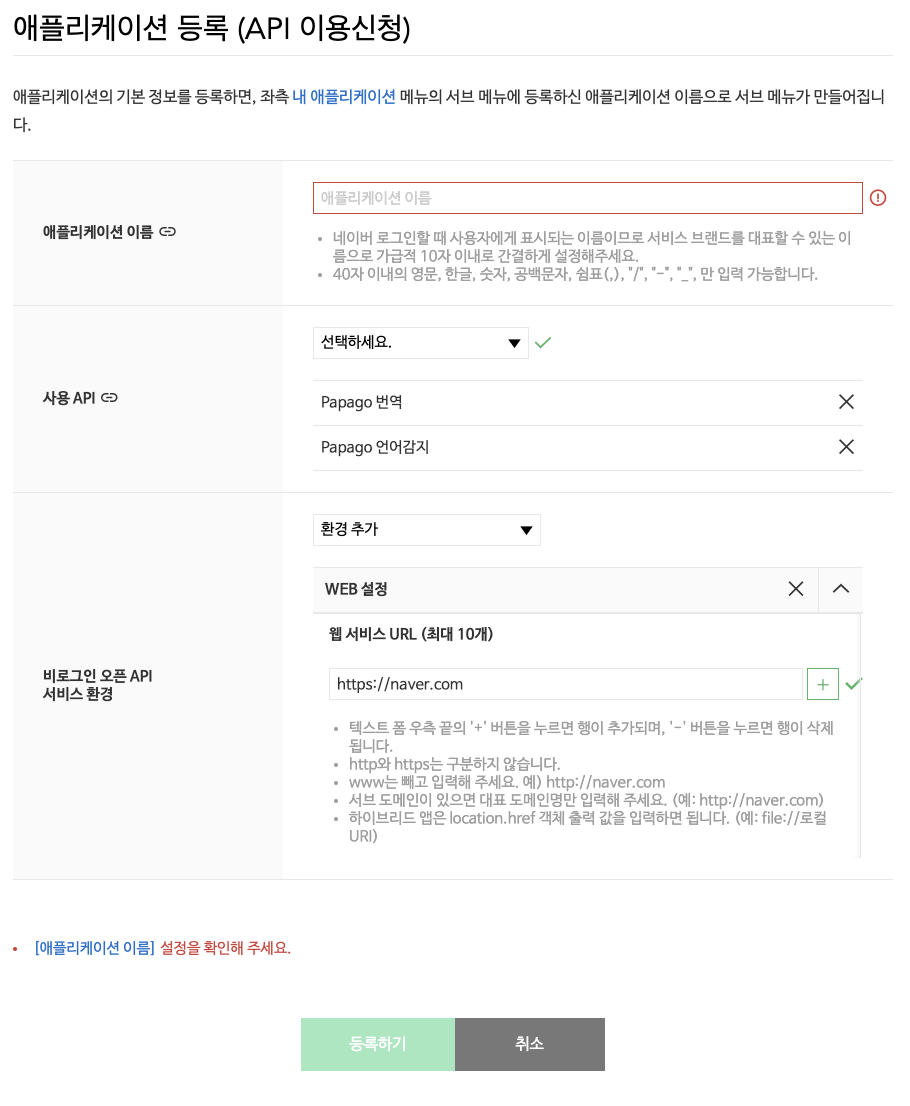 애플리케이션 등록 (API 이용신청)
애플리케이션의 기본 정보를 등록하면, 좌측 내 애플리케이션 메뉴의 서브 메뉴에 등록하신 애플리케이션 이름으로 서브 메뉴가 만들어집니
다.
애플리케이션 이름
애플리케이션 이름
네이버 로그인할 때 사용자에게 표시되는 이름이므로 서비스 브랜드를 대표할 수 있는 이
름으로 가급적 10자 이내로 간결하게 설정해주세요.
40자 이내의 영문, 한글, 숫자, 공백문자, 쉼표(,), "/", "-", "_", 만 입력 가능합니다.
사용 API
선택하세요.
Papago 번역
Papago 언어감지
비로그인 오픈 API
서비스 환경
환경 추가
WEB 설정
웹 서비스 URL (최대 10개)
https://naver.com
텍스트 폼 우측 끝의 '+' 버튼을 누르면 행이 추가되며, '-' 버튼을 누르면 행이 삭제
됩니다.
http와 https는 구분하지 않습니다.
www는 빼고 입력해 주세요. 예) http://naver.com
서브 도메인이 있으면 대표 도메인명만 입력해 주세요. (예: http://naver.com)
하이브리드 앱은 location.href 객체 출력 값을 입력하면 됩니다. (예: file://로컬
URI)
[애플리케이션 이름] 설정을 확인해 주세요.
등록하기
취소